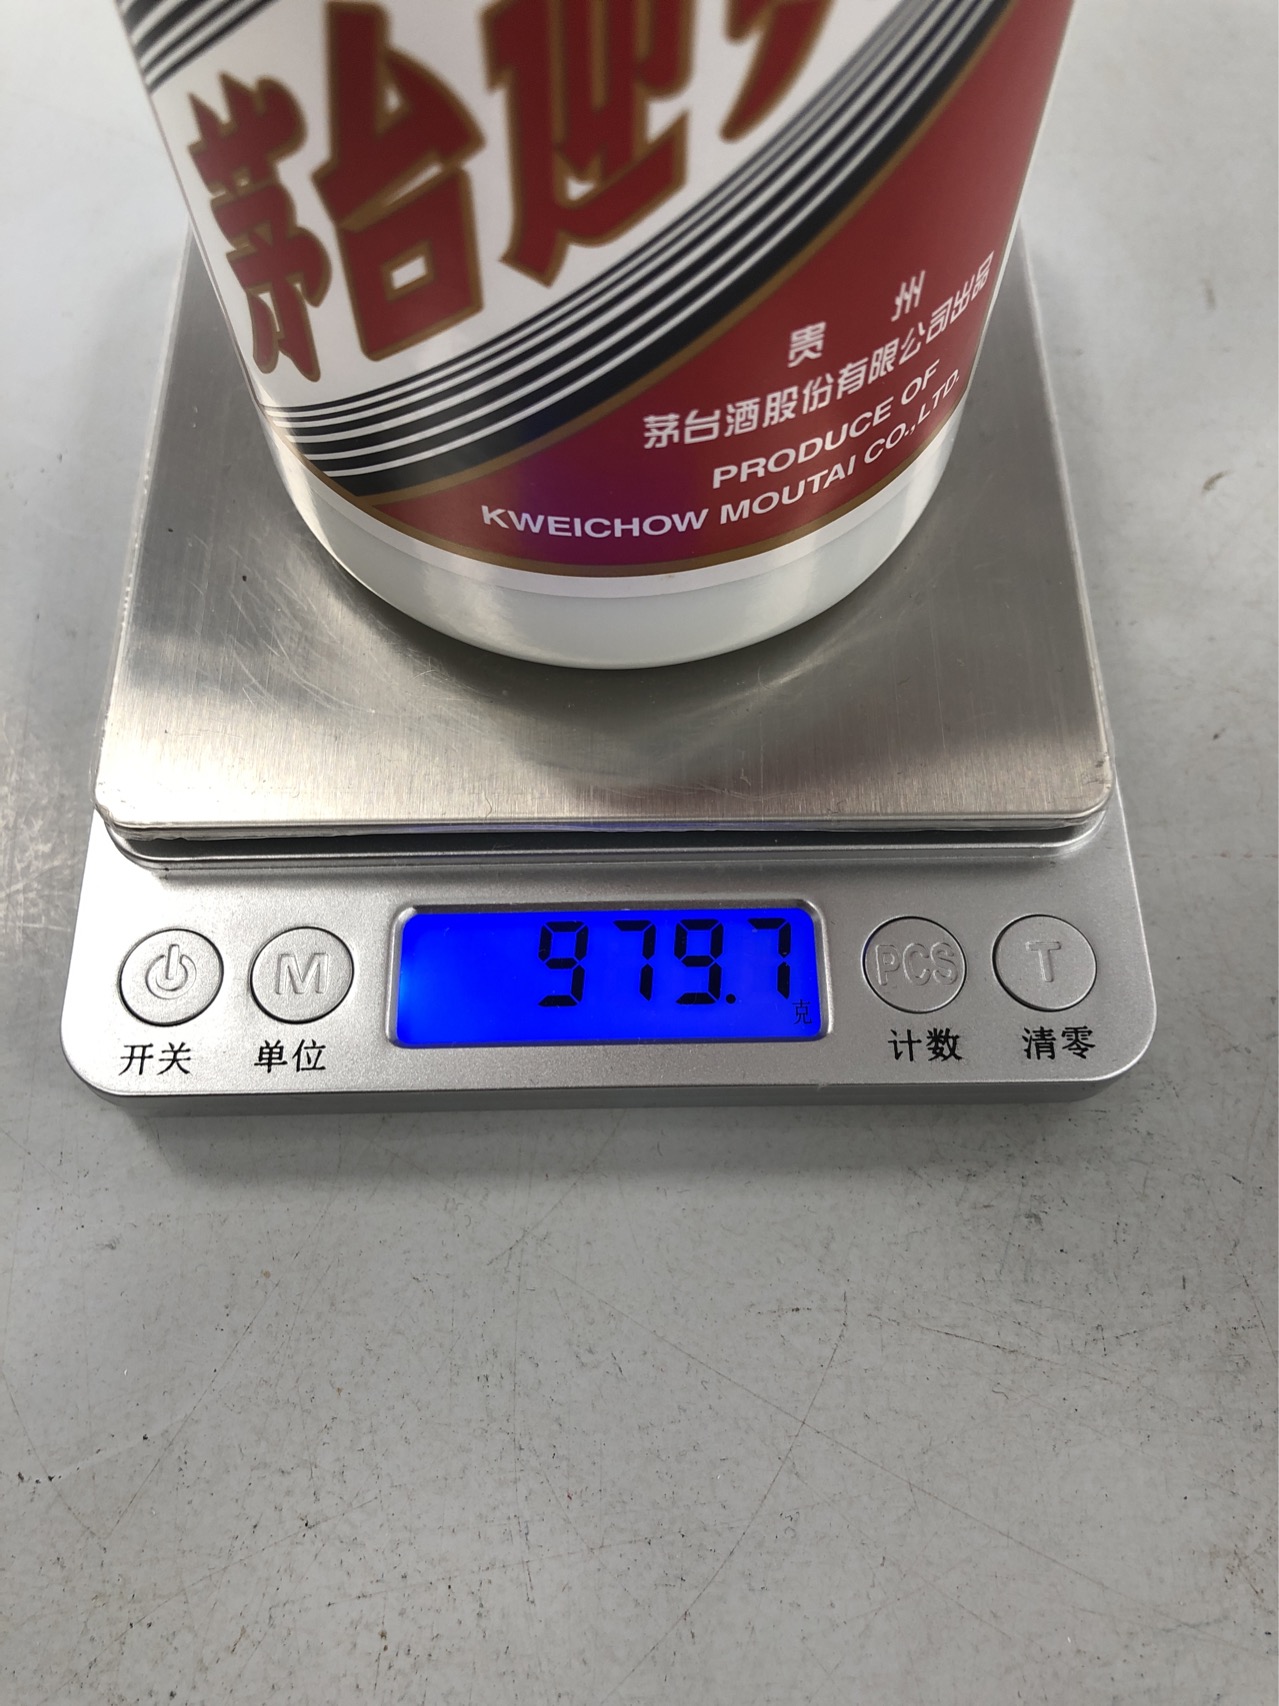 茅台迎
贵州
茅台酒股份有限公司出品
PRODUCE OF
KWEICHOW MOUTAI CO.,LTD.
979.7
克
M
PCS
T
开关
单位
计数
清零